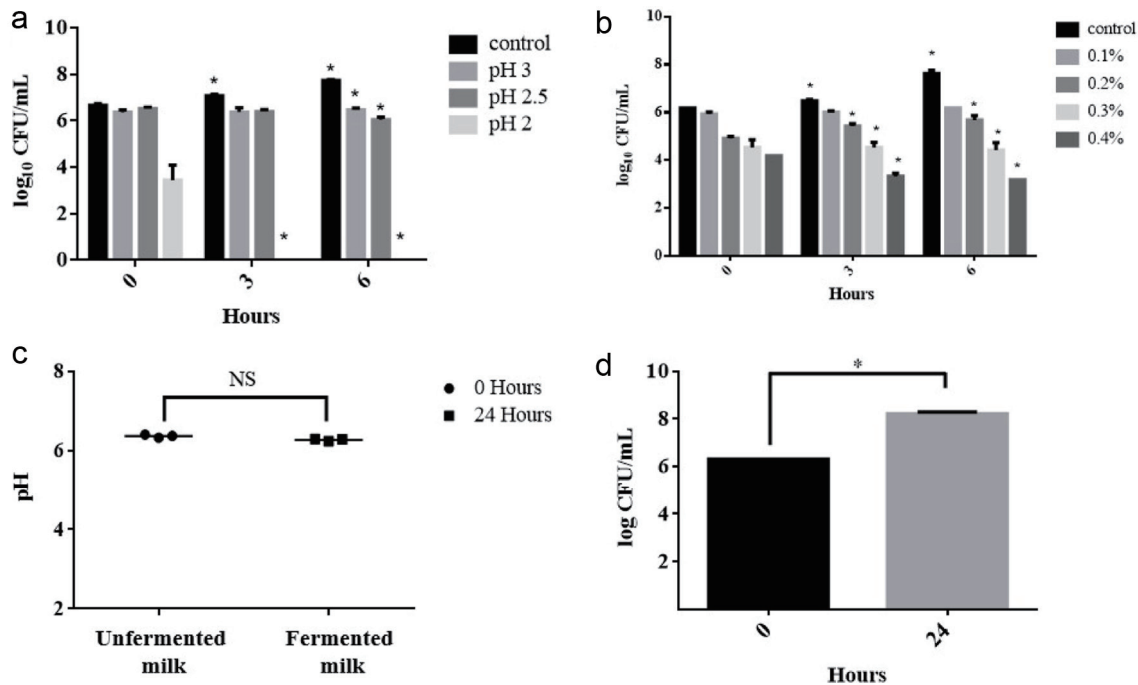 a
10
8
6
4
2
0
log10 CFU/mL
* * * * * *
0 3 6
Hours
control
pH 3
pH 2.5
pH 2
b
10
8
6
4
2
0
log10 CFU/mL
* * * * * * * *
0 3 6
Hours
control
0.1%
0.2%
0.3%
0.4%
c
8
6
4
2
pH
NS
Unfermented milk
Fermented milk
0 Hours
24 Hours
d
10
8
6
4
2
log CFU/mL
*
0 24
Hours